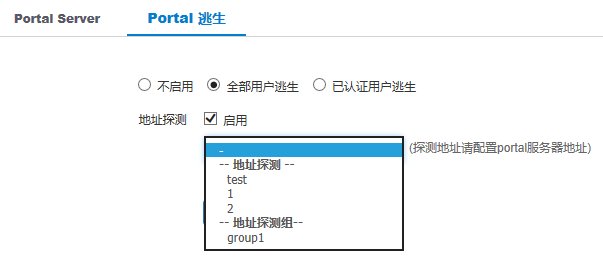 Portal Server Portal 逃生
不启用 全部用户逃生 已认证用户逃生
地址探测 启用
- (探测地址请配置portal服务器地址)
-- 地址探测 --
test
1
2
-- 地址探测组--
group1